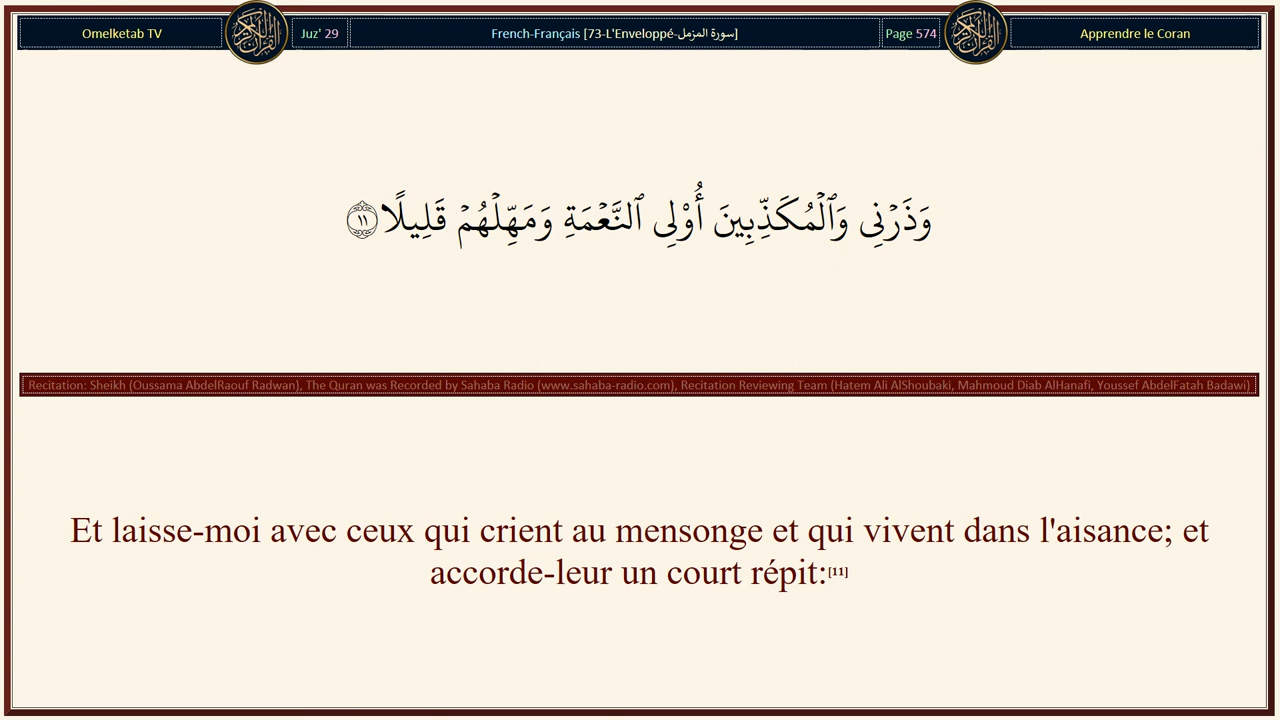 Omelketab TV
Juz' 29
French-Français [73-L'Enveloppé-سورة المزمل]
Page 574
Apprendre le Coran
وَذَرۡنِي وَٱلۡمُكَذِّبِينَ أُوْلِي ٱلنَّعۡمَةِ وَمَهِّلۡهُمۡ قَلِيلًا ١١
Recitation: Sheikh (Oussama AbdelRaouf Radwan), The Quran was Recorded by Sahaba Radio (www.sahaba-radio.com), Recitation Reviewing Team (Hatem Ali AlShoubaki, Mahmoud Diab AlHanafi, Youssef AbdelFatah Badawi)
Et laisse-moi avec ceux qui crient au mensonge et qui vivent dans l'aisance; et
accorde-leur un court répit:[11]